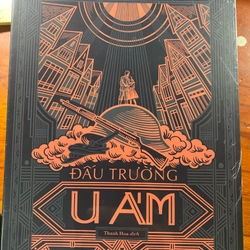 ĐẤU TRƯỜNG
U ÁM
Thanh Hoa dịch